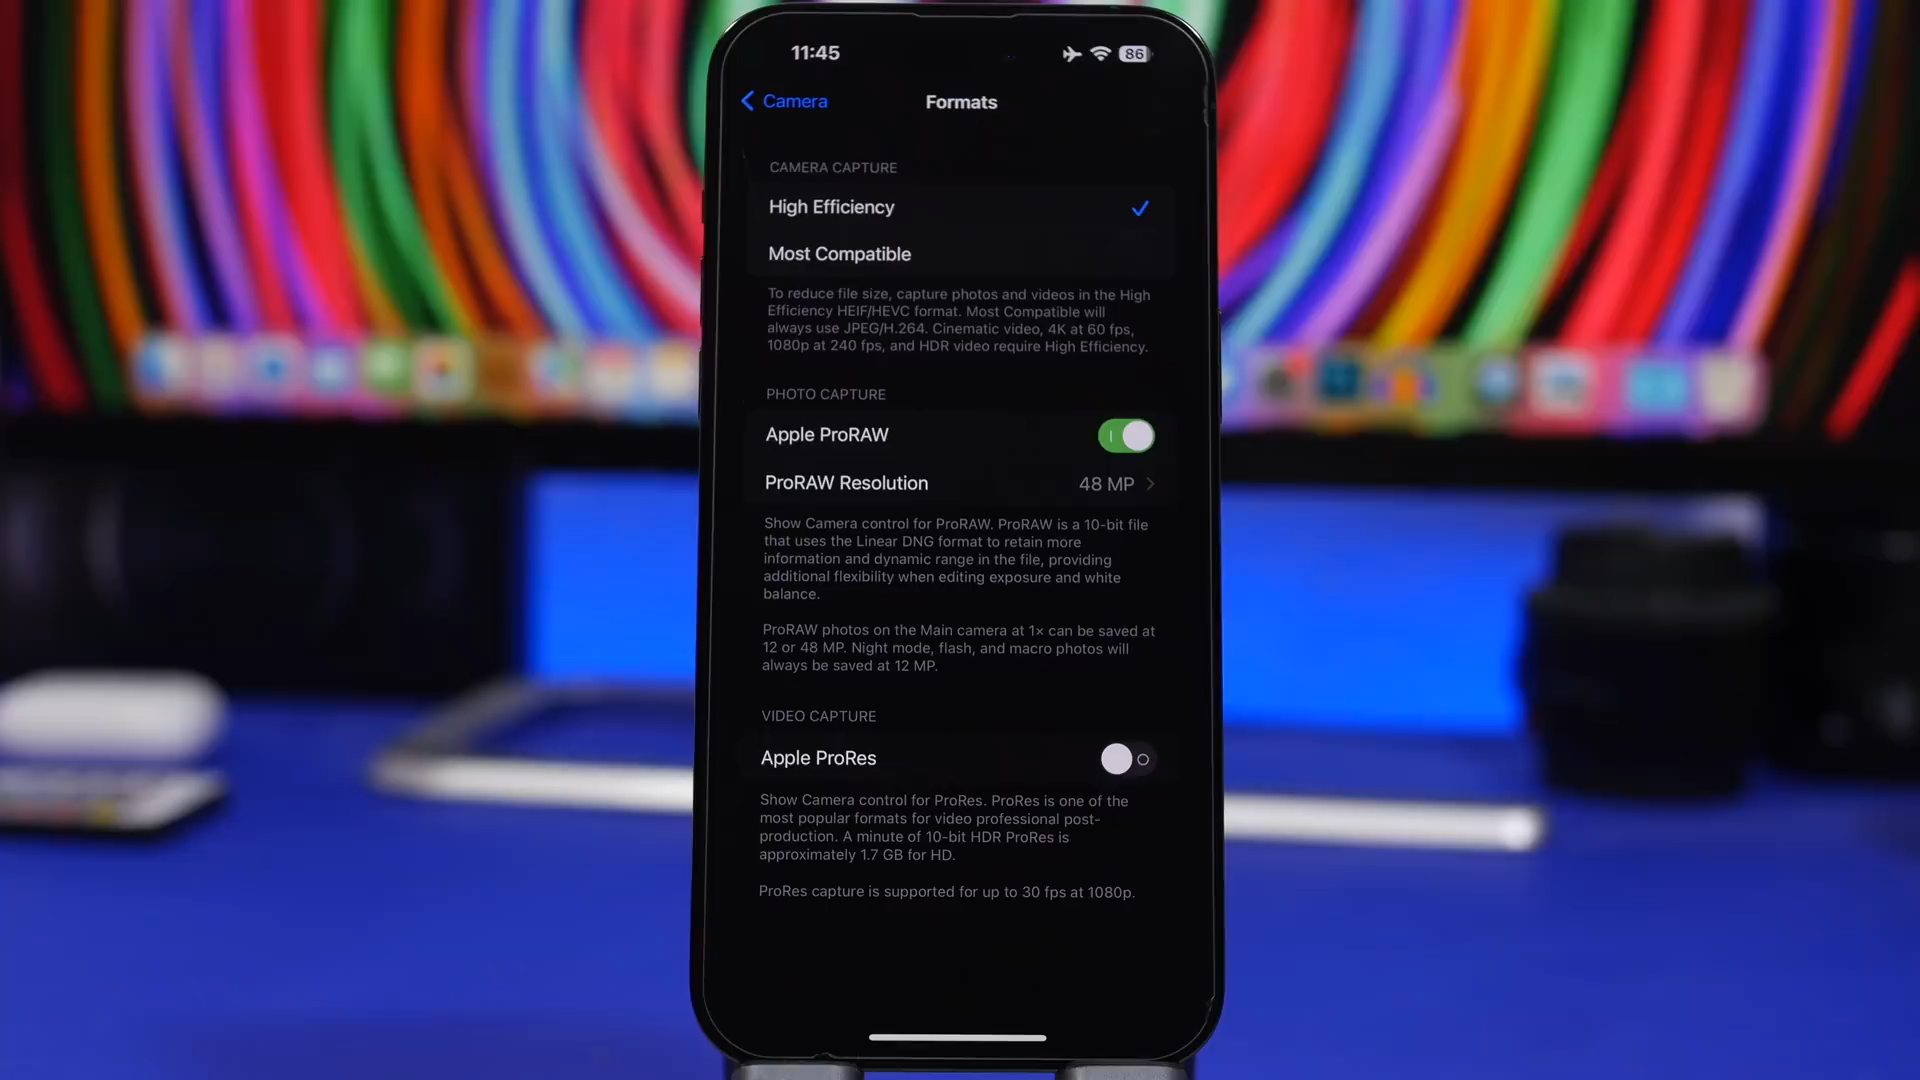 11:45
86
Camera
Formats
CAMERA CAPTURE
High Efficiency
Most Compatible
To reduce file size, capture photos and videos in the High
Efficiency HEIF/HEVC format. Most Compatible will
always use JPEG/H.264. Cinematic video, 4K at 60 fps,
1080p at 240 fps, and HDR video require High Efficiency.
PHOTO CAPTURE
Apple ProRAW
ProRAW Resolution 48 MP
Show Camera control for ProRAW. ProRAW is a 10-bit file
that uses the Linear DNG format to retain more
information and dynamic range in the file, providing
additional flexibility when editing exposure and white
balance.
ProRAW photos on the Main camera at 1× can be saved at
12 or 48 MP. Night mode, flash, and macro photos will
always be saved at 12 MP.
VIDEO CAPTURE
Apple ProRes
Show Camera control for ProRes. ProRes is one of the
most popular formats for video professional post-
production. A minute of 10-bit HDR ProRes is
approximately 1.7 GB for HD.
ProRes capture is supported for up to 30 fps at 1080p.